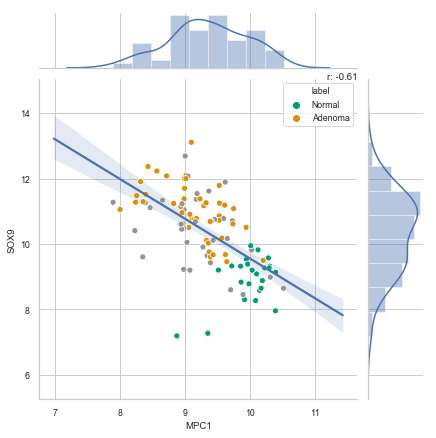 r: -0.61
label
Normal
Adenoma
14
12
10
8
6
SOX9
7 8 9 10 11
MPC1